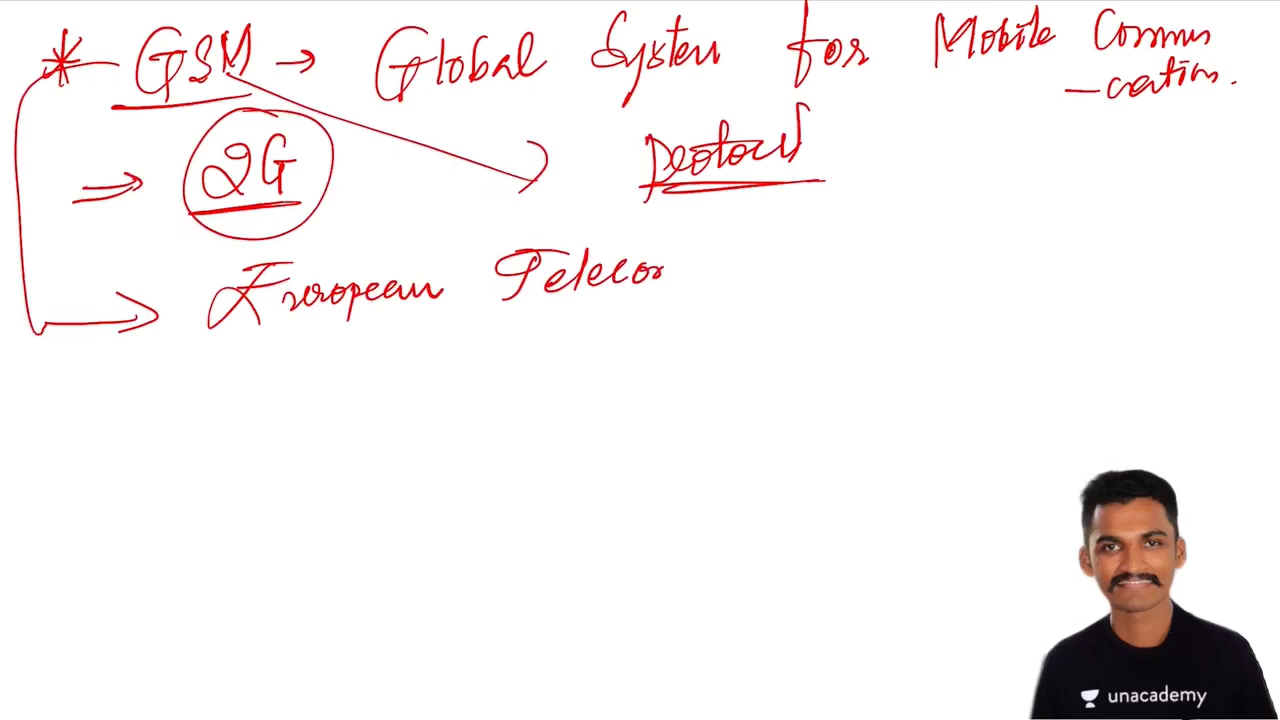 * GSM → Global System for Mobile Commun
-cation.
⇒ 2G Protocol
European Telecom
unacademy